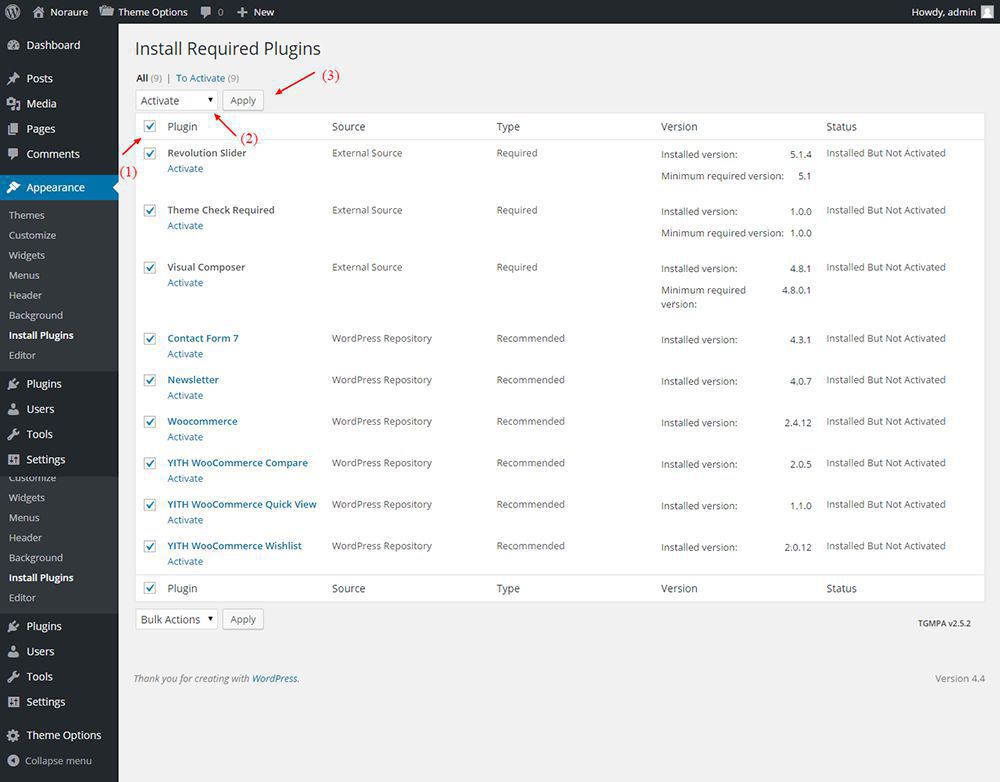 Noraure Theme Options 0 New Howdy, admin
Dashboard
Posts
Media
Pages
Comments
Appearance
Themes
Customize
Widgets
Menus
Header
Background
Install Plugins
Editor
Plugins
Users
Tools
Settings
Customize
Widgets
Menus
Header
Background
Install Plugins
Editor
Plugins
Users
Tools
Settings
Theme Options
Collapse menu
Install Required Plugins
All (9) | To Activate (9)
(3)
Activate Apply
(2)
(1)
Plugin Source Type Version Status
Revolution Slider External Source Required Installed version: 5.1.4 Installed But Not Activated
Activate Minimum required version: 5.1
Theme Check Required External Source Required Installed version: 1.0.0 Installed But Not Activated
Activate Minimum required version: 1.0.0
Visual Composer External Source Required Installed version: 4.8.1 Installed But Not Activated
Activate Minimum required 4.8.0.1
version:
Contact Form 7 WordPress Repository Recommended Installed version: 4.3.1 Installed But Not Activated
Activate
Newsletter WordPress Repository Recommended Installed version: 4.0.7 Installed But Not Activated
Activate
Woocommerce WordPress Repository Recommended Installed version: 2.4.12 Installed But Not Activated
Activate
YITH WooCommerce Compare WordPress Repository Recommended Installed version: 2.0.5 Installed But Not Activated
Activate
YITH WooCommerce Quick View WordPress Repository Recommended Installed version: 1.1.0 Installed But Not Activated
Activate
YITH WooCommerce Wishlist WordPress Repository Recommended Installed version: 2.0.12 Installed But Not Activated
Activate
Plugin Source Type Version Status
Bulk Actions Apply
TGMPA v2.5.2
Thank you for creating with WordPress. Version 4.4